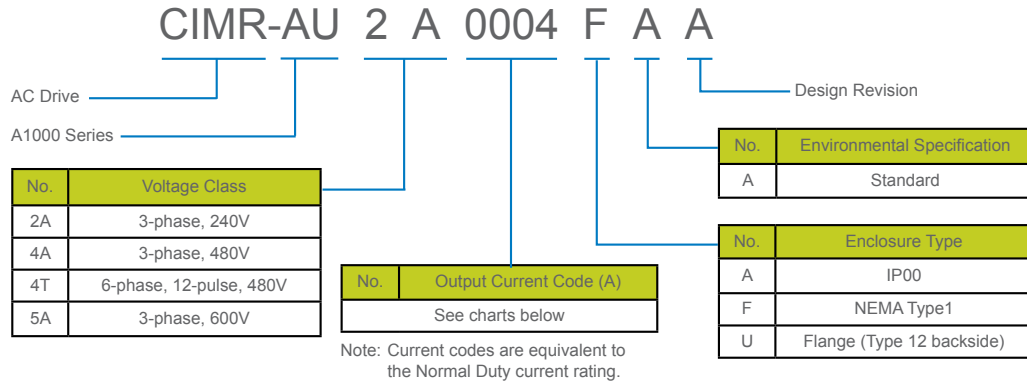 CIMR-AU 2 A 0004 F A A
AC Drive
A1000 Series
Design Revision
No. Environmental Specification
A Standard
No. Voltage Class
2A 3-phase, 240V
4A 3-phase, 480V
4T 6-phase, 12-pulse, 480V
5A 3-phase, 600V
No. Output Current Code (A)
See charts below
Note: Current codes are equivalent to
the Normal Duty current rating.
No. Enclosure Type
A IP00
F NEMA Type1
U Flange (Type 12 backside)